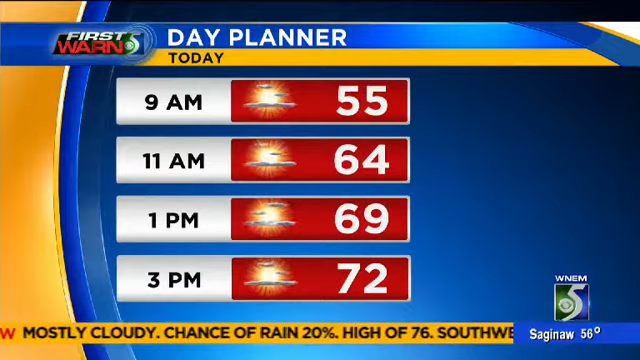 FIRST WARN 5
DAY PLANNER
TODAY
9 AM 55
11 AM 64
1 PM 69
3 PM 72
WNEM
5
MOSTLY CLOUDY. CHANCE OF RAIN 20%. HIGH OF 76.
Saginaw 56°